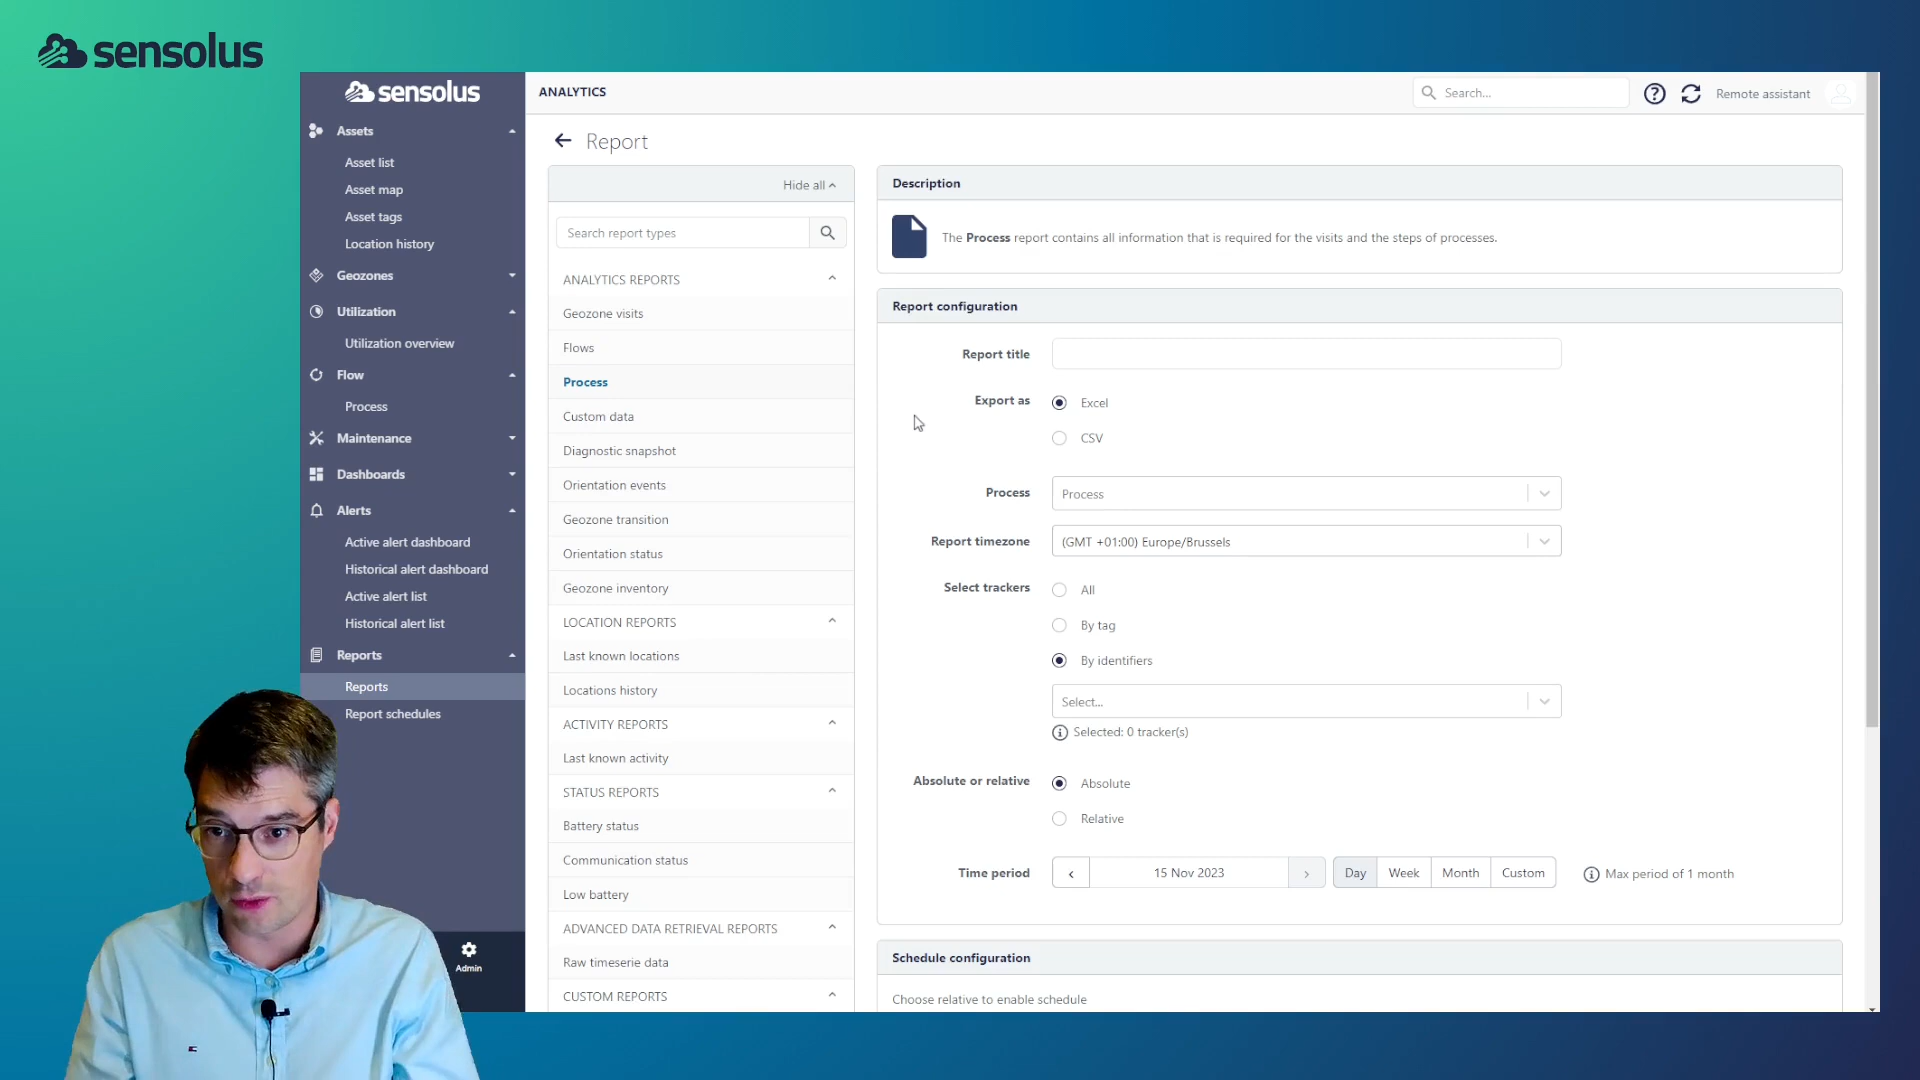 sensolus
sensolus
Assets
Asset list
Asset map
Asset tags
Location history
Geozones
Utilization
Utilization overview
Flow
Process
Maintenance
Dashboards
Alerts
Active alert dashboard
Historical alert dashboard
Active alert list
Historical alert list
Reports
Reports
Report schedules
Admin
ANALYTICS
Search...
Remote assistant
Report
Hide all
Search report types
ANALYTICS REPORTS
Geozone visits
Flows
Process
Custom data
Diagnostic snapshot
Orientation events
Geozone transition
Orientation status
Geozone inventory
LOCATION REPORTS
Last known locations
Locations history
ACTIVITY REPORTS
Last known activity
STATUS REPORTS
Battery status
Communication status
Low battery
ADVANCED DATA RETRIEVAL REPORTS
Raw timeserie data
CUSTOM REPORTS
Description
The Process report contains all information that is required for the visits and the steps of processes.
Report configuration
Report title
Export as
Excel
CSV
Process
Process
Report timezone
(GMT +01:00) Europe/Brussels
Select trackers
All
By tag
By identifiers
Select...
Selected: 0 tracker(s)
Absolute or relative
Absolute
Relative
Time period
15 Nov 2023
Day Week Month Custom
Max period of 1 month
Schedule configuration
Choose relative to enable schedule